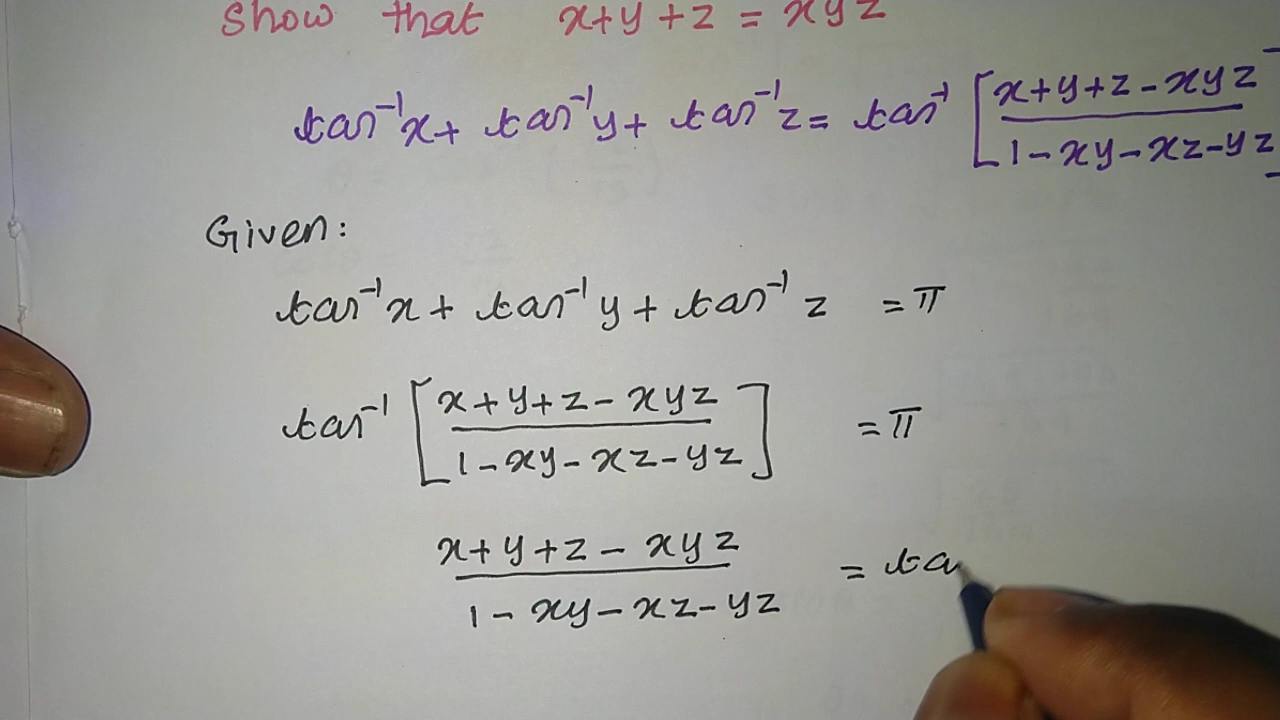 Show that x+y+z = xyz
tan⁻¹x + tan⁻¹y + tan⁻¹z = tan⁻¹ [x+y+z-xyz / 1-xy-xz-yz]
Given:
tan⁻¹x + tan⁻¹y + tan⁻¹z = π
tan⁻¹ [x+y+z-xyz / 1-xy-xz-yz] = π
x+y+z-xyz / 1-xy-xz-yz = ta